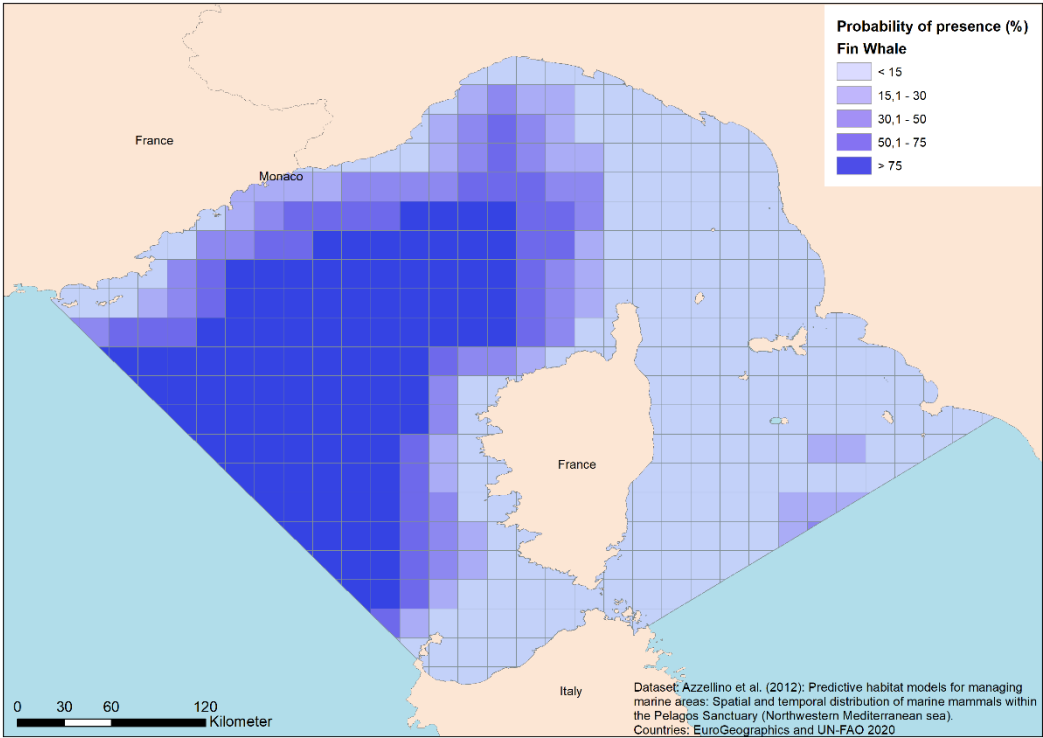 Probability of presence (%)
Fin Whale
< 15
15,1 - 30
30,1 - 50
50,1 - 75
> 75
France
Monaco
France
Italy
0 30 60 120
Kilometer
Dataset: Azzellino et al. (2012): Predictive habitat models for managing
marine areas: Spatial and temporal distribution of marine mammals within
the Pelagos Sanctuary (Northwestern Mediterranean sea).
Countries: EuroGeographics and UN-FAO 2020